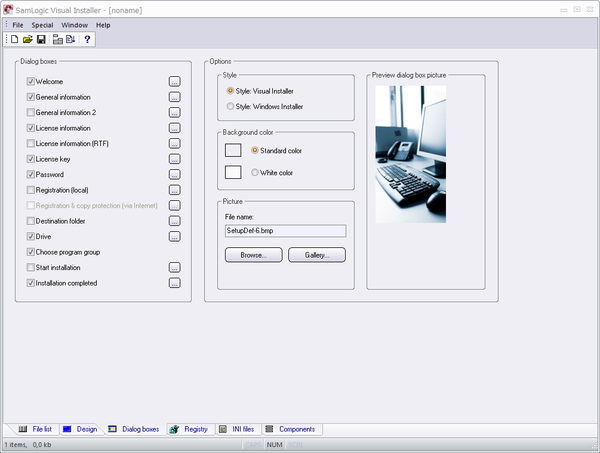 SamLogic Visual Installer - [noname]
File Special Window Help
Dialog boxes
Welcome ...
General information ...
General information 2 ...
License information ...
License information (RTF) ...
License key ...
Password ...
Registration (local) ...
Registration & copy protection (via Internet) ...
Destination folder ...
Drive ...
Choose program group
Start installation ...
Installation completed ...
Options
Style
Style: Visual Installer
Style: Windows Installer
Background color
Standard color
White color
Picture
File name:
SetupDef-6.bmp
Browse... Gallery...
Preview dialog box picture
File list Design Dialog boxes Registry INI files Components
1 items, 0,0 kb NUM